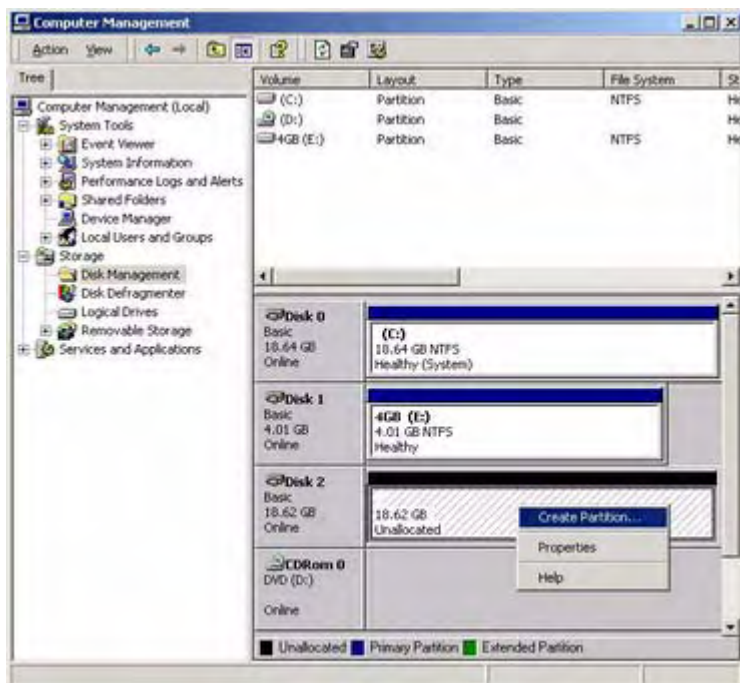 Computer Management
Action View
Tree
Computer Management (Local)
System Tools
Event Viewer
System Information
Performance Logs and Alerts
Shared Folders
Device Manager
Local Users and Groups
Storage
Disk Management
Disk Defragmenter
Logical Drives
Removable Storage
Services and Applications
Volume Layout Type File System St
(C:) Partition Basic NTFS He
(D:) Partition Basic He
4GB (E:) Partition Basic NTFS He
Disk 0
Basic
18.64 GB
Online
(C:)
18.64 GB NTFS
Healthy (System)
Disk 1
Basic
4.01 GB
Online
4GB (E:)
4.01 GB NTFS
Healthy
Disk 2
Basic
18.62 GB
Online
18.62 GB
Unallocated
Create Partition...
Properties
Help
CDRom 0
DVD (D:)
Online
Unallocated Primary Partition Extended Partition